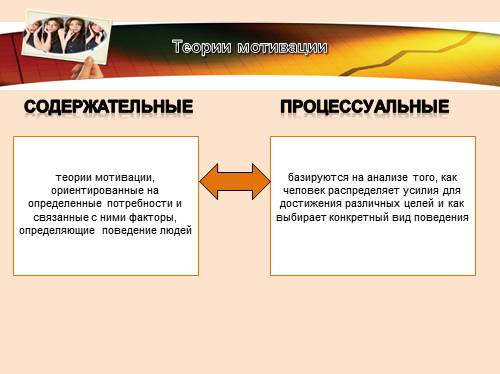 Теории мотивации
СОДЕРЖАТЕЛЬНЫЕ
ПРОЦЕССУАЛЬНЫЕ
теории мотивации,
ориентированные на
определенные потребности и
связанные с ними факторы,
определяющие поведение людей
базируются на анализе того, как
человек распределяет усилия для
достижения различных целей и как
выбирает конкретный вид поведения